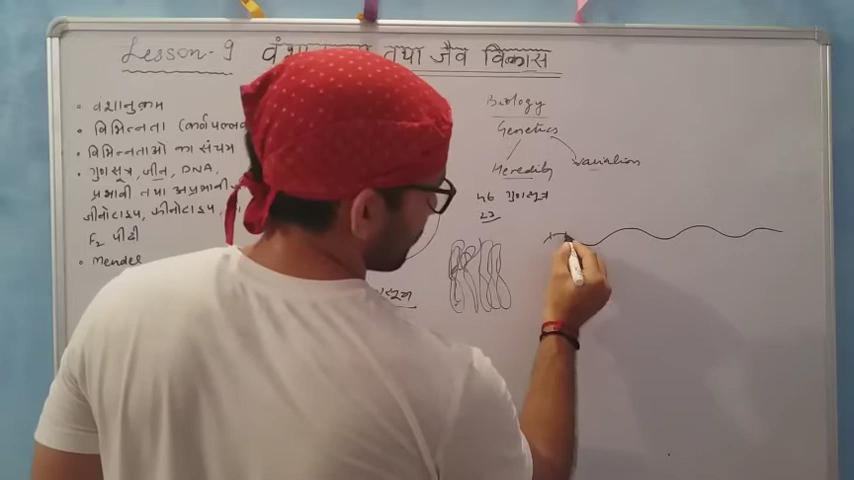 Lesson-9 वंशानुक्रम तथा जैव विकास
• वंशानुक्रम
• विभिन्नता
• विभिन्नताओं का संचय
• गुणसूत्र, जीन, DNA,
प्रभावी तथा अप्रभावी
जीनोटाइप, फीनोटाइप,
F₂ पीढी
• Mendel
Biology
Genetics
Heredity
Variation
46 गुणसूत्र
23